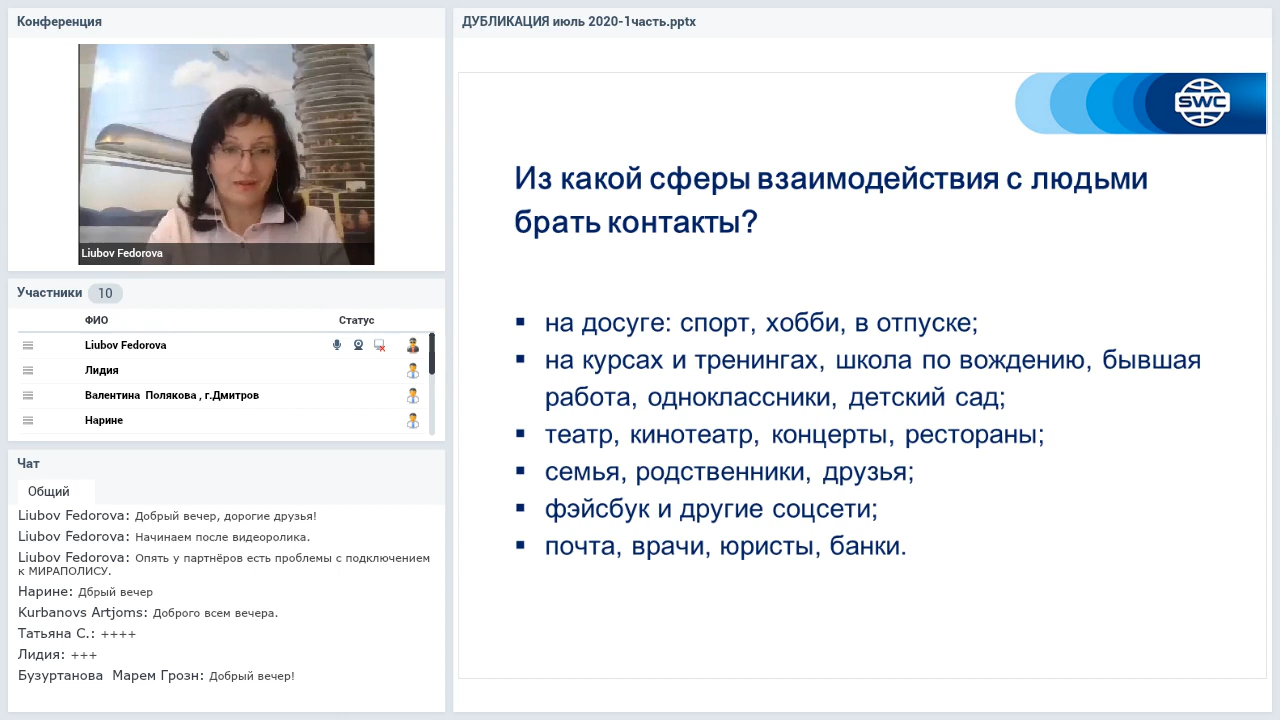 Конференция
Liubov Fedorova
Участники 10
ФИО Статус
Liubov Fedorova
Лидия
Валентина Полякова , г.Дмитров
Нарине
Чат
Общий
Liubov Fedorova: Добрый вечер, дорогие друзья!
Liubov Fedorova: Начинаем после видеоролика.
Liubov Fedorova: Опять у партнёров есть проблемы с подключением
к МИРАПОЛИСУ.
Нарине: Дбрый вечер
Kurbanovs Artjoms: Доброго всем вечера.
Татьяна С.: ++++
Лидия: +++
Бузуртанова Марем Грозн: Добрый вечер!
ДУБЛИКАЦИЯ июль 2020-1часть.pptx
SWC
Из какой сферы взаимодействия с людьми
брать контакты?
▪ на досуге: спорт, хобби, в отпуске;
▪ на курсах и тренингах, школа по вождению, бывшая
работа, одноклассники, детский сад;
▪ театр, кинотеатр, концерты, рестораны;
▪ семья, родственники, друзья;
▪ фэйсбук и другие соцсети;
▪ почта, врачи, юристы, банки.